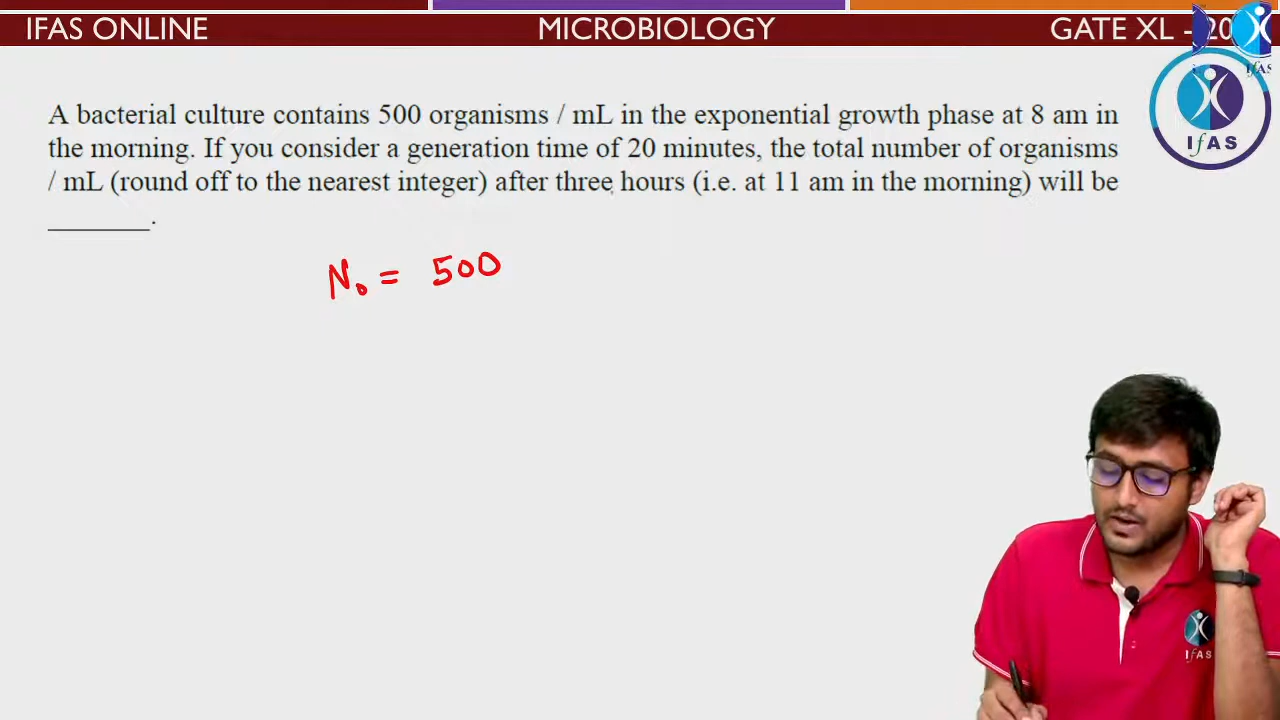 IFAS ONLINE
MICROBIOLOGY
GATE XL - 20
IFAS
A bacterial culture contains 500 organisms / mL in the exponential growth phase at 8 am in
the morning. If you consider a generation time of 20 minutes, the total number of organisms
/ mL (round off to the nearest integer) after three hours (i.e. at 11 am in the morning) will be
________.
N₀ = 500
IFAS
IFAS